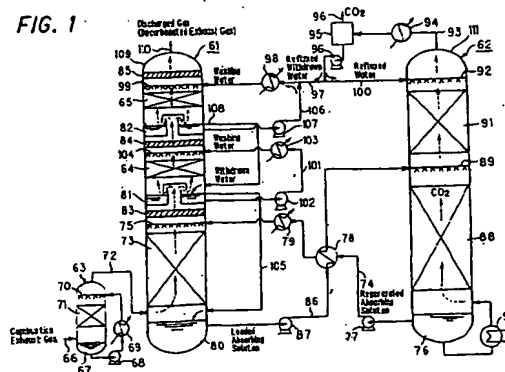 FIG. 1
Discharged Gas
(Decarbonated Exhaust Gas)
110
61
109
85
99
65
82
84
104
64
81
83
75
73
72
63
70
71
Combustion
Exhaust Gas
66
67
68
69
Washing
Water
108
98
Refluxed
Withdrawn
Water
97
106
107
103
Washing
Water
101
Withdrawn
Water
102
79
105
80
Loaded
Absorbing
Solution
87
86
78
74
Regenerated
Absorbing
Solution
77
76
96
CO₂
95
96
94
93
111
62
92
Refluxed
Water
100
91
89
CO₂
88